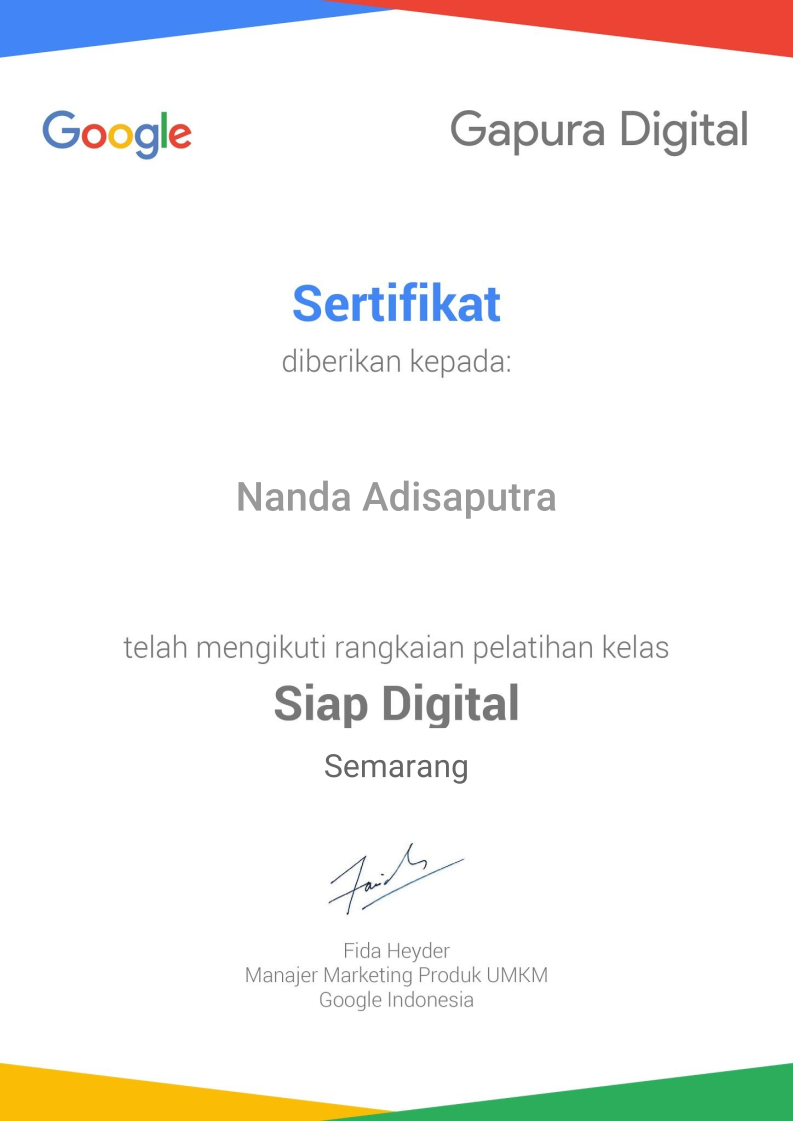 Google
Gapura Digital
Sertifikat
diberikan kepada:
Nanda Adisaputra
telah mengikuti rangkaian pelatihan kelas
Siap Digital
Semarang
Fida Heyder
Manajer Marketing Produk UMKM
Google Indonesia